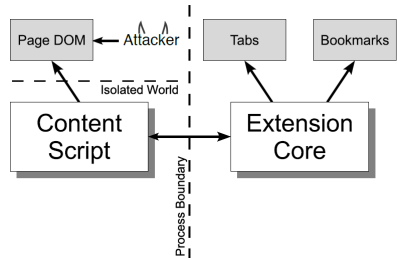 Page DOM
Attacker
Tabs
Bookmarks
Isolated World
Content
Script
Extension
Core
Process Boundary